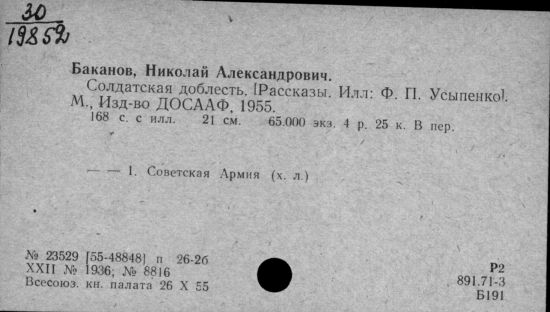 30
19852
Баканов, Николай Александрович.
Солдатская доблесть. [Рассказы. Илл: Ф. П. Усыпенко].
М., Изд-во ДОСААФ, 1955.
168 с. с илл. 21 см. 65.000 экз. 4 р. 25 к. В пер.
— — 1. Советская Армия (х. л.)
№ 23529 [55-48848] п 26-2б
XXII № 1936; № 8816
Всесоюз. кн. палата 26 X 55
Р2
891.71-3
Б191